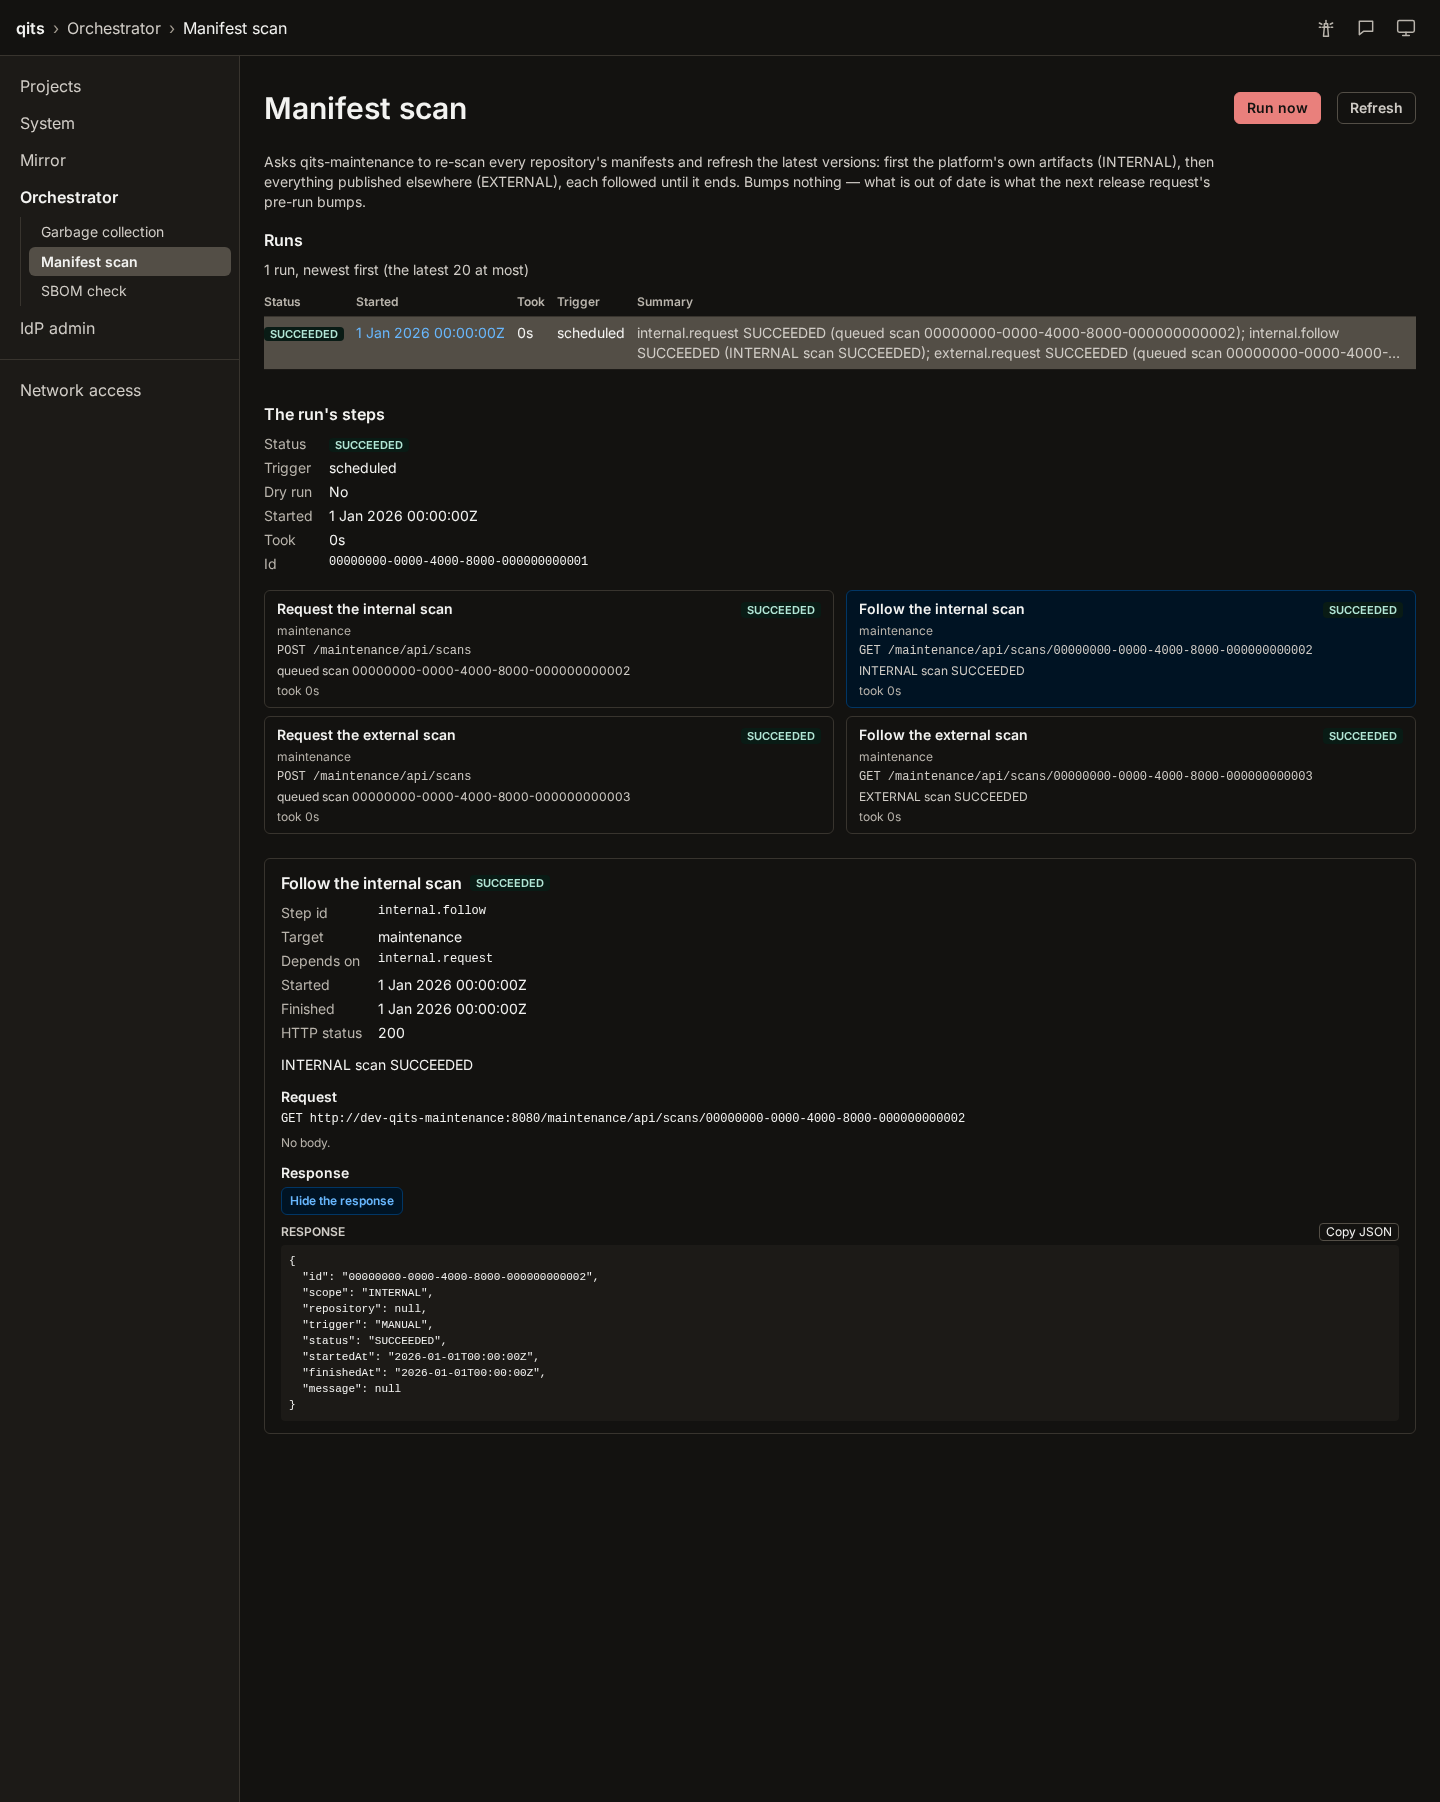 qits › Orchestrator › Manifest scan
Projects
System
Mirror
Orchestrator
Garbage collection
Manifest scan
SBOM check
IdP admin
Network access
Manifest scan
Run now
Refresh
Asks qits-maintenance to re-scan every repository's manifests and refresh the latest versions: first the platform's own artifacts (INTERNAL), then
everything published elsewhere (EXTERNAL), each followed until it ends. Bumps nothing — what is out of date is what the next release request's
pre-run bumps.
Runs
1 run, newest first (the latest 20 at most)
Status Started Took Trigger Summary
SUCCEEDED 1 Jan 2026 00:00:00Z 0s scheduled internal.request SUCCEEDED (queued scan 00000000-0000-4000-8000-000000000002); internal.follow
SUCCEEDED (INTERNAL scan SUCCEEDED); external.request SUCCEEDED (queued scan 00000000-0000-4000-...
The run's steps
Status SUCCEEDED
Trigger scheduled
Dry run No
Started 1 Jan 2026 00:00:00Z
Took 0s
Id 00000000-0000-4000-8000-000000000001
Request the internal scan SUCCEEDED
maintenance
POST /maintenance/api/scans
queued scan 00000000-0000-4000-8000-000000000002
took 0s
Follow the internal scan SUCCEEDED
maintenance
GET /maintenance/api/scans/00000000-0000-4000-8000-000000000002
INTERNAL scan SUCCEEDED
took 0s
Request the external scan SUCCEEDED
maintenance
POST /maintenance/api/scans
queued scan 00000000-0000-4000-8000-000000000003
took 0s
Follow the external scan SUCCEEDED
maintenance
GET /maintenance/api/scans/00000000-0000-4000-8000-000000000003
EXTERNAL scan SUCCEEDED
took 0s
Follow the internal scan SUCCEEDED
Step id internal.follow
Target maintenance
Depends on internal.request
Started 1 Jan 2026 00:00:00Z
Finished 1 Jan 2026 00:00:00Z
HTTP status 200
INTERNAL scan SUCCEEDED
Request
GET http://dev-qits-maintenance:8080/maintenance/api/scans/00000000-0000-4000-8000-000000000002
No body.
Response
Hide the response
RESPONSE
Copy JSON
{
"id": "00000000-0000-4000-8000-000000000002",
"scope": "INTERNAL",
"repository": null,
"trigger": "MANUAL",
"status": "SUCCEEDED",
"startedAt": "2026-01-01T00:00:00Z",
"finishedAt": "2026-01-01T00:00:00Z",
"message": null
}